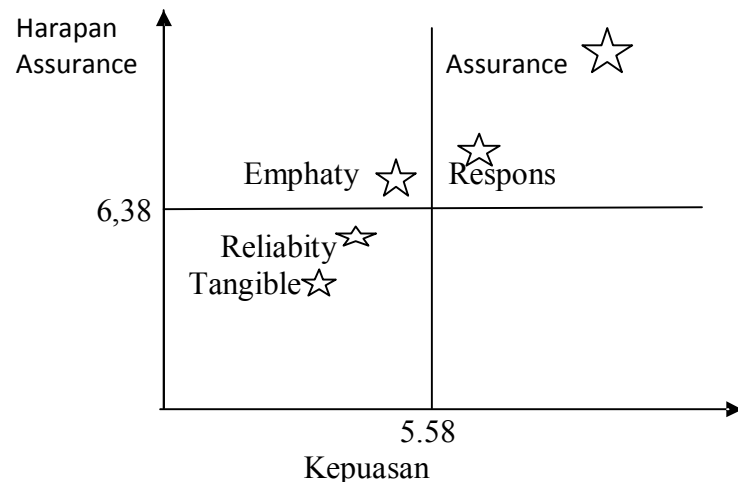 Harapan
Assurance
Assurance
Emphaty
Respons
6,38
Reliabity
Tangible
5.58
Kepuasan